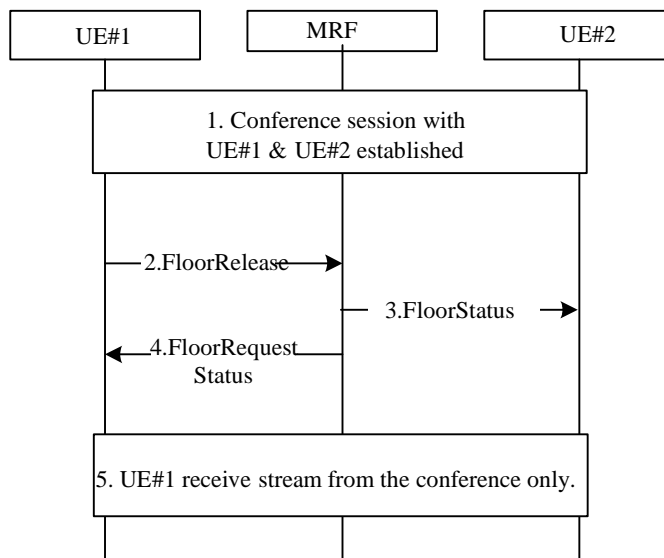 UE#1
MRF
UE#2
1. Conference session with
UE#1 & UE#2 established
2.FloorRelease
3.FloorStatus
4.FloorRequest
Status
5. UE#1 receive stream from the conference only.